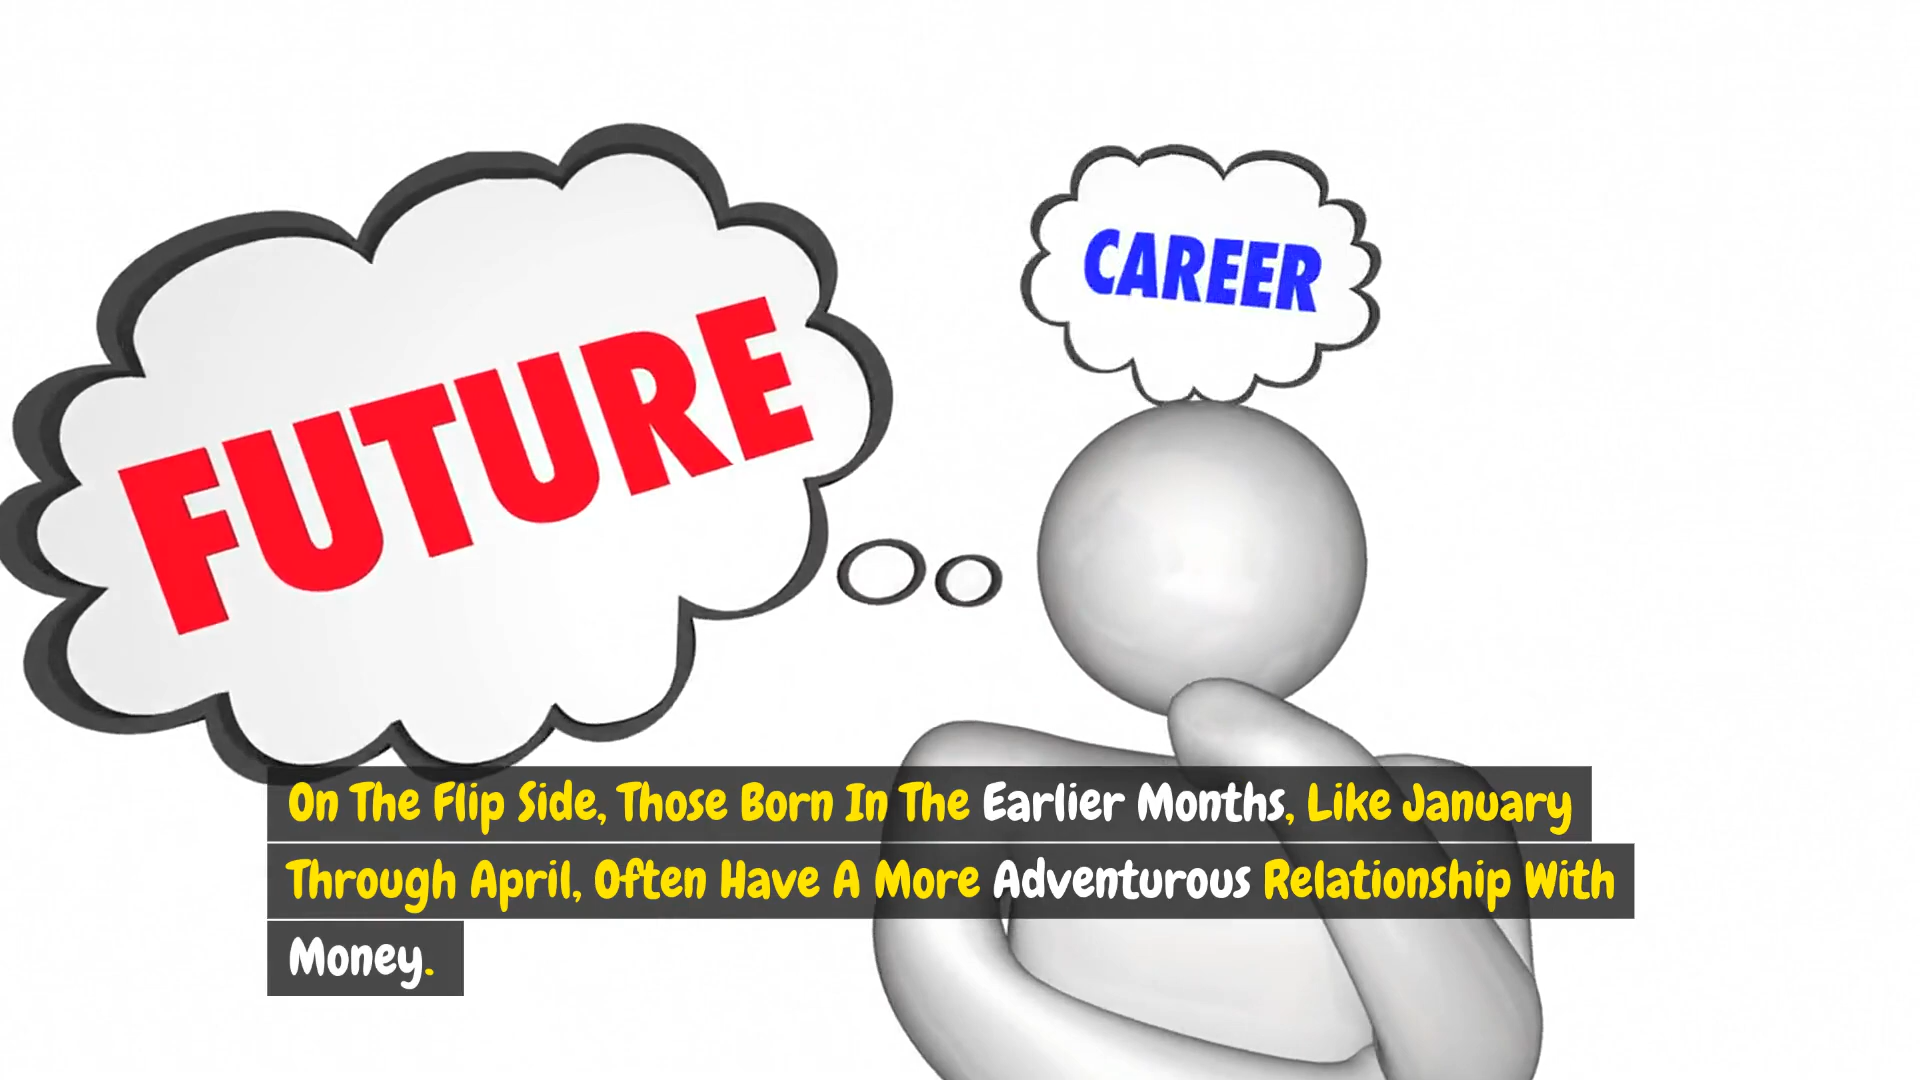 FUTURE
CAREER
On The Flip Side, Those Born In The Earlier Months, Like January
Through April, Often Have A More Adventurous Relationship With
Money.